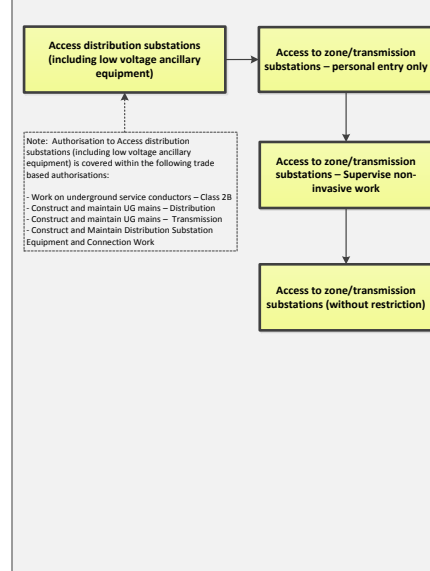 Access distribution substations
(including low voltage ancillary
equipment)
Access to zone/transmission
substations – personal entry only
Note:  Authorisation to Access distribution
substations (including low voltage ancillary
equipment) is covered within the following trade
based authorisations:
- Work on underground service conductors – Class 2B
- Construct and maintain UG mains – Distribution
- Construct and maintain UG mains –  Transmission
- Construct and Maintain Distribution Substation
Equipment and Connection Work
Access to zone/transmission
substations – Supervise non-
invasive work
Access to zone/transmission
substations (without restriction)